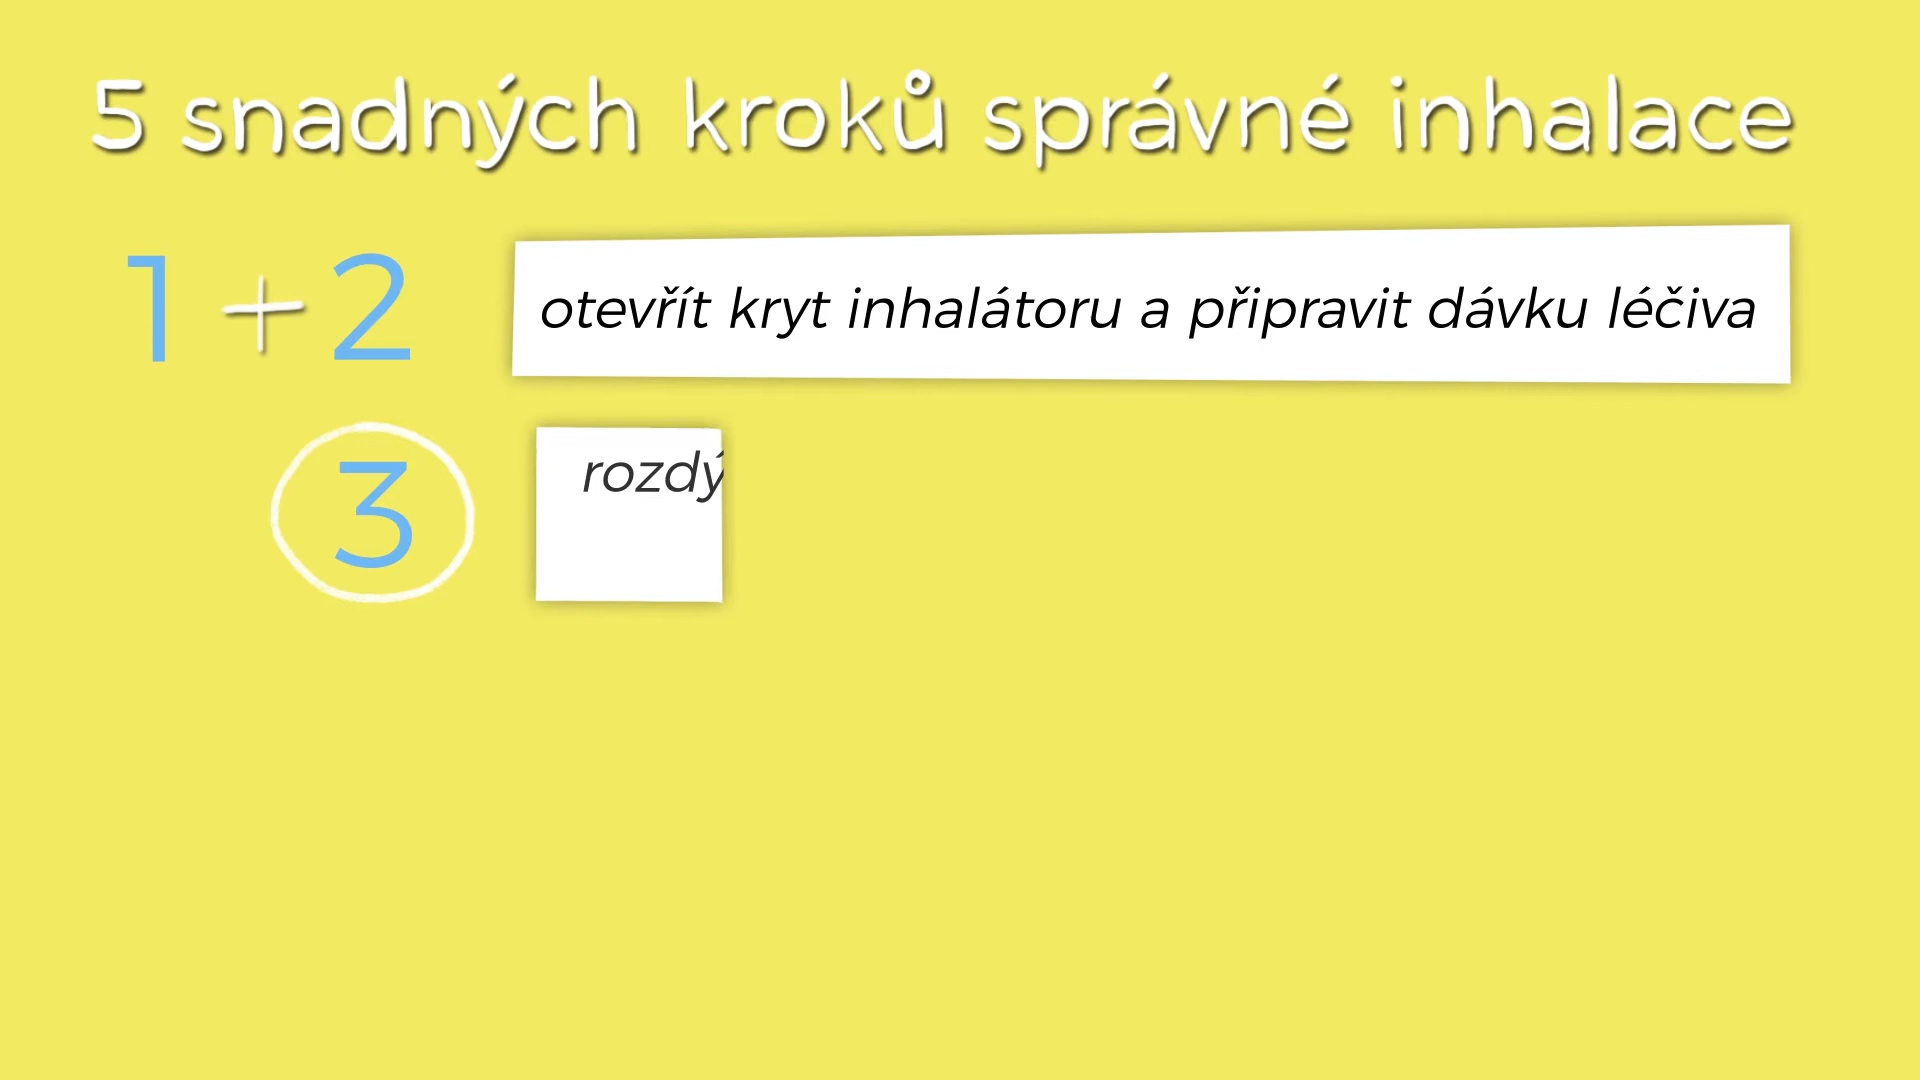 5 snadných kroků správné inhalace
1 + 2 otevřít kryt inhalátoru a připravit dávku léčiva
3 rozdý